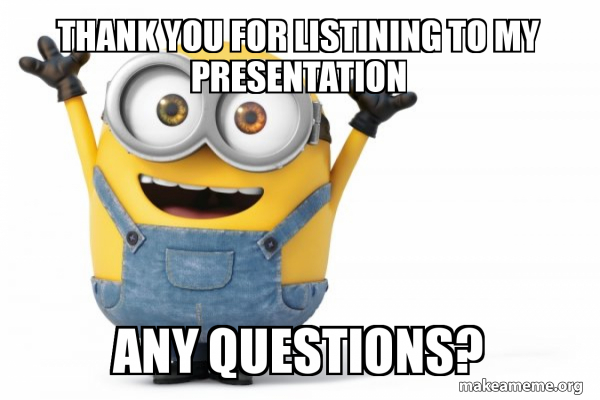 THANK YOU FOR LISTINING TO MY
PRESENTATION
ANY QUESTIONS?
makeameme.org